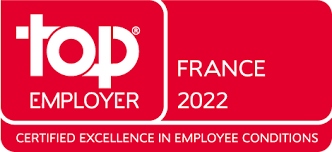 top®
EMPLOYER
FRANCE
2022
CERTIFIED EXCELLENCE IN EMPLOYEE CONDITIONS